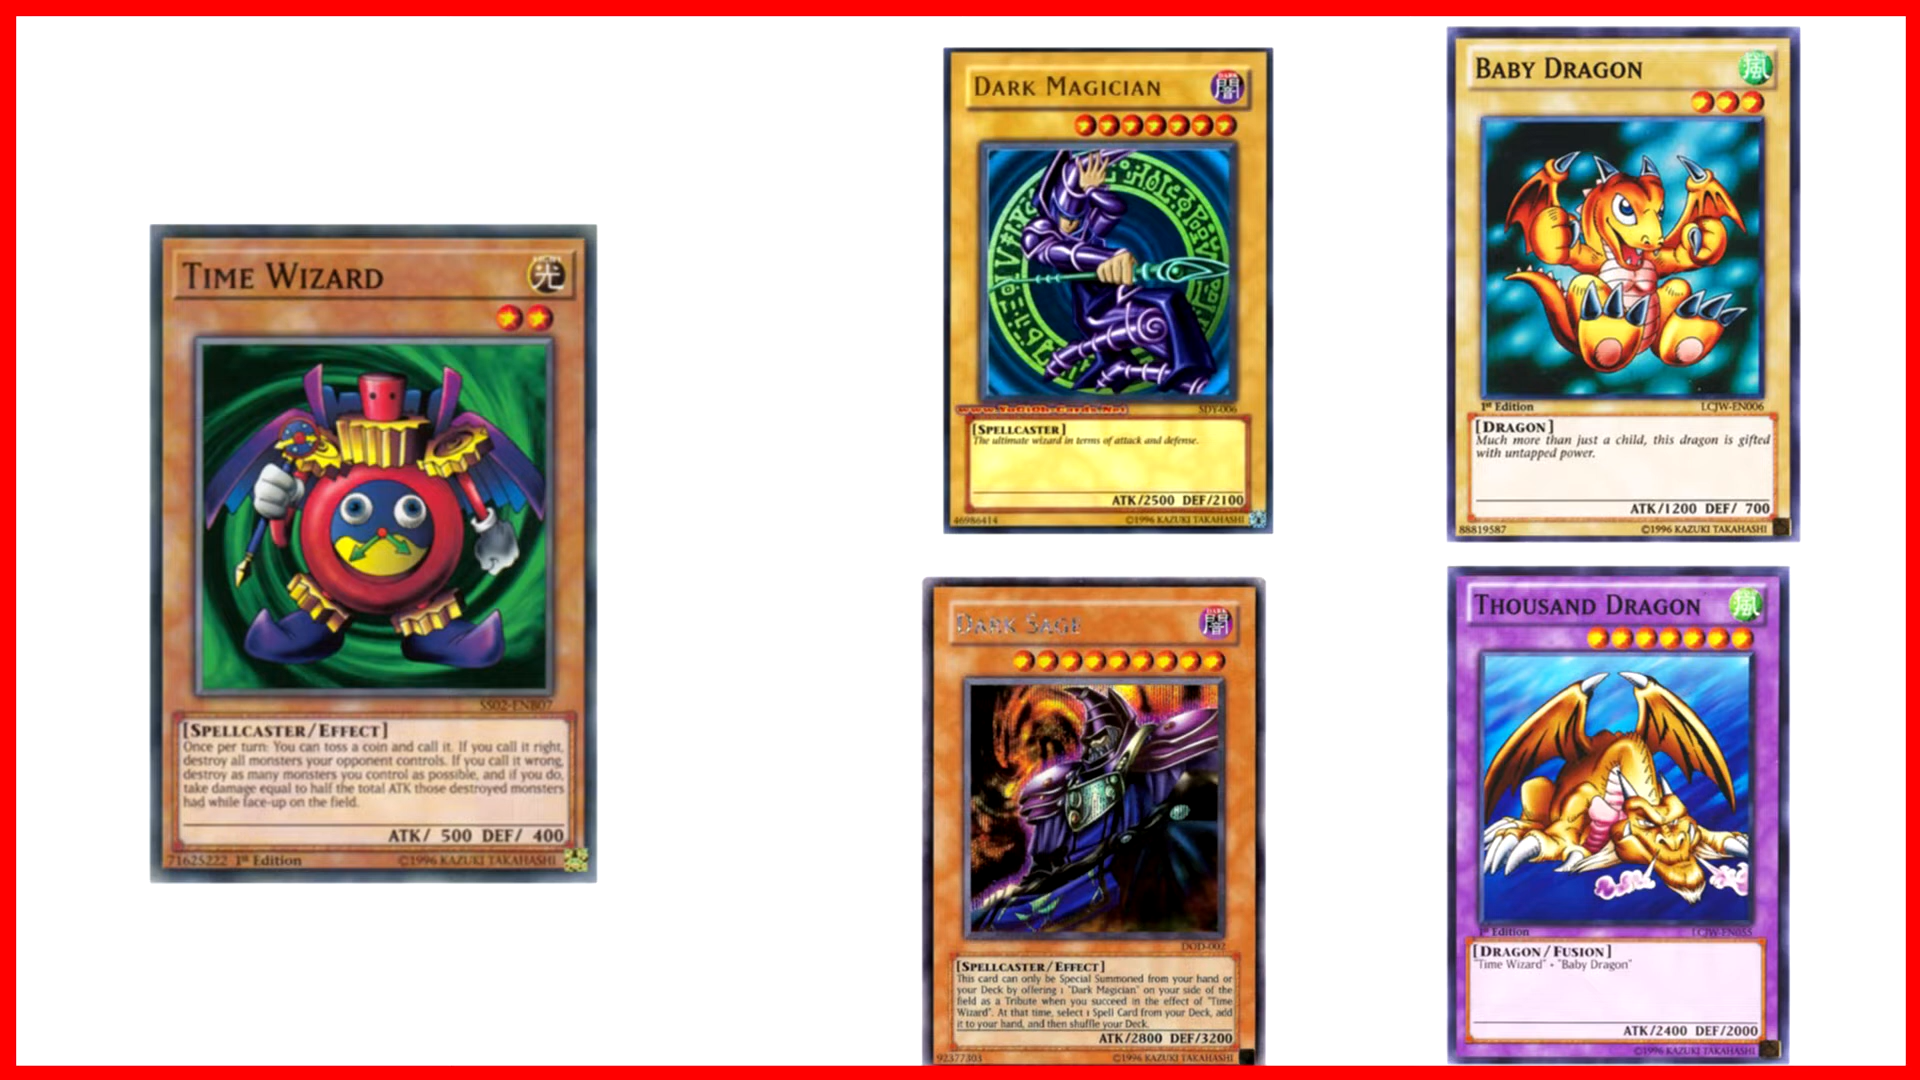 TIME WIZARD
光
SS02-ENB07
[SPELLCASTER/EFFECT]
Once per turn: You can toss a coin and call it. If you call it right,
destroy all monsters your opponent controls. If you call it wrong,
destroy as many monsters you control as possible, and if you do,
take damage equal to half the total ATK those destroyed monsters
had while face-up on the field.
ATK/ 500 DEF/ 400
71625222 1st Edition ©1996 KAZUKI TAKAHASHI
DARK MAGICIAN
DARK
闇
www.YuGiOh-Cards.Net SDY-006
[SPELLCASTER]
The ultimate wizard in terms of attack and defense.
ATK/2500 DEF/2100
46986414 ©1996 KAZUKI TAKAHASHI
BABY DRAGON
風
1st Edition LCJW-EN006
[DRAGON]
Much more than just a child, this dragon is gifted
with untapped power.
ATK/1200 DEF/ 700
88819587 ©1996 KAZUKI TAKAHASHI
DARK SAGE
DARK
闇
DOD-002
[SPELLCASTER/EFFECT]
This card can only be Special Summoned from your hand or
your Deck by offering 1 "Dark Magician" on your side of the
field as a Tribute when you succeed in the effect of "Time
Wizard". At that time, select 1 Spell Card from your Deck, add
it to your hand, and then shuffle your Deck.
ATK/2800 DEF/3200
92377303 ©1996 KAZUKI TAKAHASHI
THOUSAND DRAGON
風
1st Edition LCJW-EN055
[DRAGON/FUSION]
"Time Wizard" + "Baby Dragon"
ATK/2400 DEF/2000
©1996 KAZUKI TAKAHASHI